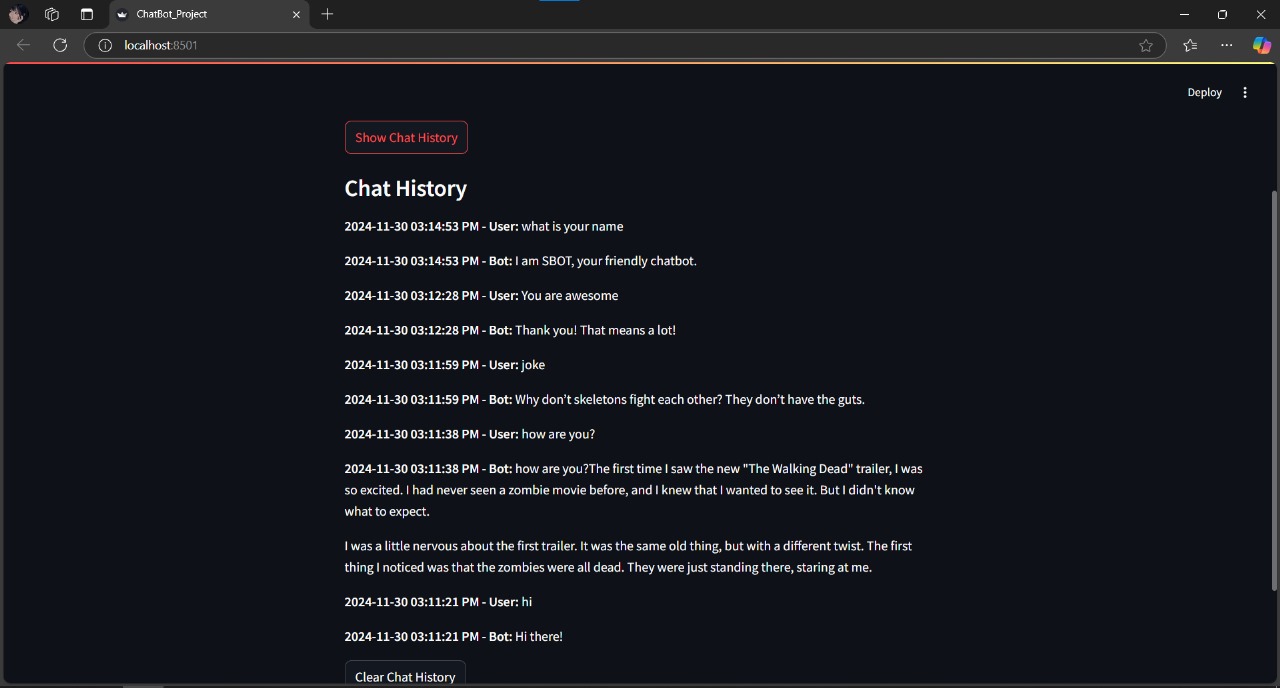 ChatBot_Project
localhost:8501
Deploy
Show Chat History
Chat History
2024-11-30 03:14:53 PM - User: what is your name
2024-11-30 03:14:53 PM - Bot: I am SBOT, your friendly chatbot.
2024-11-30 03:12:28 PM - User: You are awesome
2024-11-30 03:12:28 PM - Bot: Thank you! That means a lot!
2024-11-30 03:11:59 PM - User: joke
2024-11-30 03:11:59 PM - Bot: Why don’t skeletons fight each other? They don’t have the guts.
2024-11-30 03:11:38 PM - User: how are you?
2024-11-30 03:11:38 PM - Bot: how are you?The first time I saw the new "The Walking Dead" trailer, I was
so excited. I had never seen a zombie movie before, and I knew that I wanted to see it. But I didn't know
what to expect.
I was a little nervous about the first trailer. It was the same old thing, but with a different twist. The first
thing I noticed was that the zombies were all dead. They were just standing there, staring at me.
2024-11-30 03:11:21 PM - User: hi
2024-11-30 03:11:21 PM - Bot: Hi there!
Clear Chat History